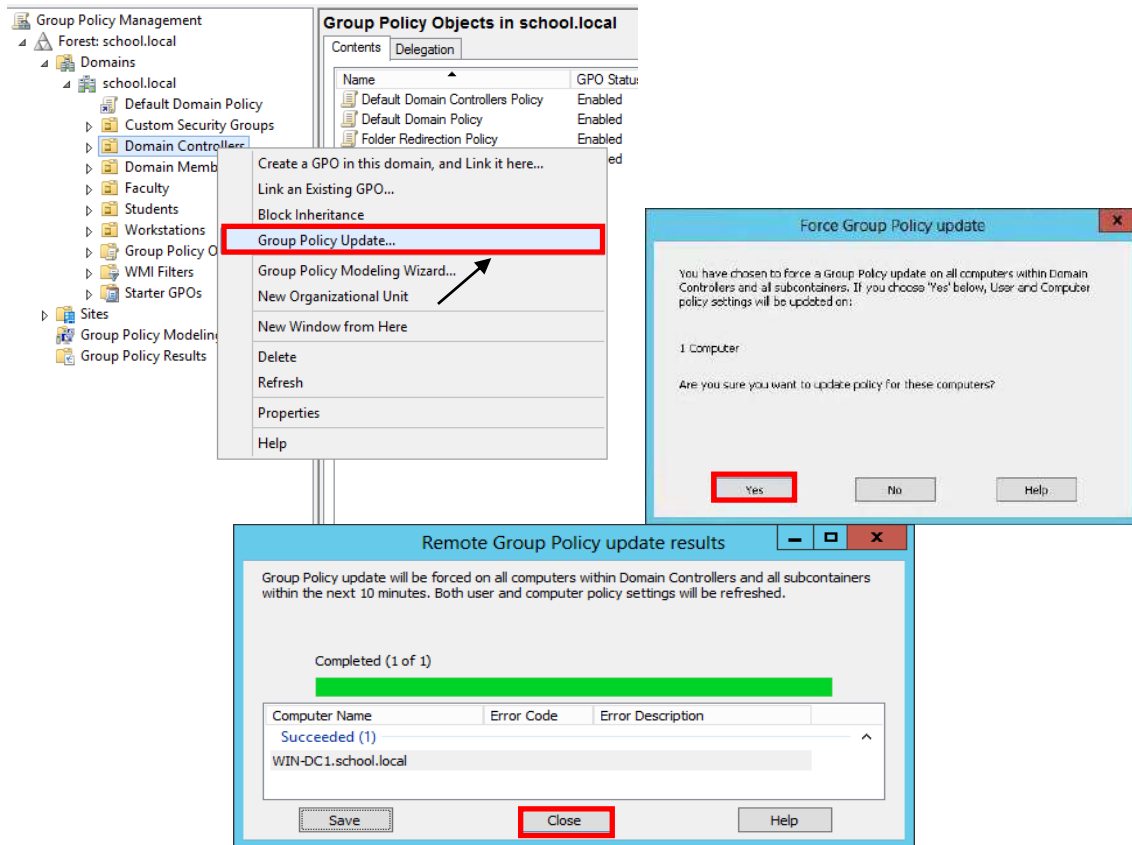 Group Policy Management
Forest: school.local
Domains
school.local
Default Domain Policy
Custom Security Groups
Domain Controllers
Domain Memb
Faculty
Students
Workstations
Group Policy O
WMI Filters
Starter GPOs
Sites
Group Policy Modeling
Group Policy Results
Group Policy Objects in school.local
Contents Delegation
Name GPO Status
Default Domain Controllers Policy Enabled
Default Domain Policy Enabled
Folder Redirection Policy Enabled
ed
Create a GPO in this domain, and Link it here...
Link an Existing GPO...
Block Inheritance
Group Policy Update...
Group Policy Modeling Wizard...
New Organizational Unit
New Window from Here
Delete
Refresh
Properties
Help
Force Group Policy update
x
You have chosen to force a Group Policy update on all computers within Domain
Controllers and all subcontainers. If you choose 'Yes' below, User and Computer
policy settings will be updated on:
1 Computer
Are you sure you want to update policy for these computers?
Yes No Help
Remote Group Policy update results
x
Group Policy update will be forced on all computers within Domain Controllers and all subcontainers
within the next 10 minutes. Both user and computer policy settings will be refreshed.
Completed (1 of 1)
Computer Name Error Code Error Description
Succeeded (1)
WIN-DC1.school.local
Save Close Help